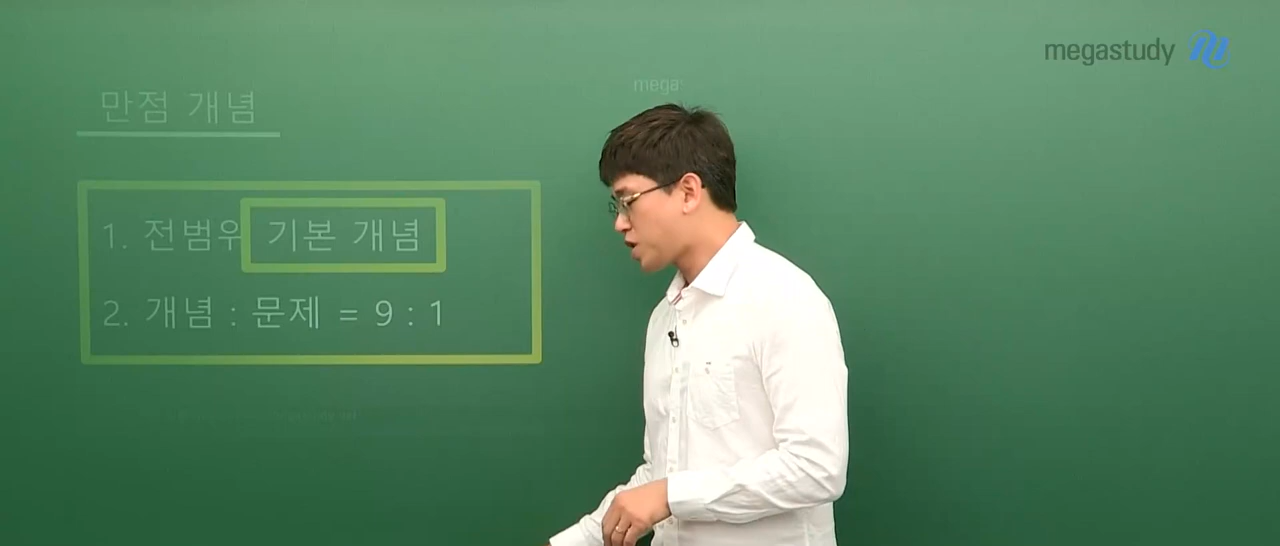 megastudy
만점 개념
1. 전범위 기본 개념
2. 개념 : 문제 = 9 : 1